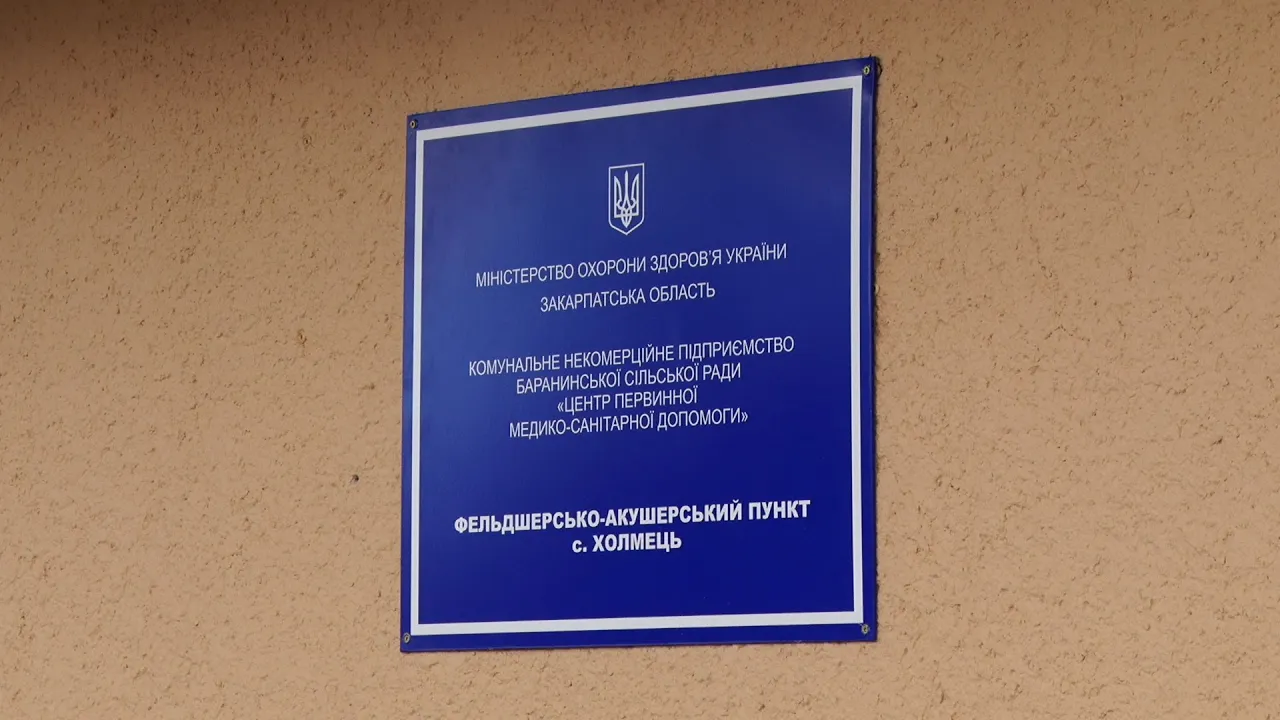 МІНІСТЕРСТВО ОХОРОНИ ЗДОРОВ'Я УКРАЇНИ
ЗАКАРПАТСЬКА ОБЛАСТЬ
КОМУНАЛЬНЕ НЕКОМЕРЦІЙНЕ ПІДПРИЄМСТВО
БАРАНИНСЬКОЇ СІЛЬСЬКОЇ РАДИ
«ЦЕНТР ПЕРВИННОЇ
МЕДИКО-САНІТАРНОЇ ДОПОМОГИ»
ФЕЛЬДШЕРСЬКО-АКУШЕРСЬКИЙ ПУНКТ
с. ХОЛМЕЦЬ